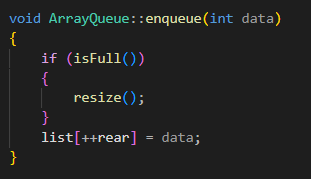 void ArrayQueue::enqueue(int data)
{
    if (isFull())
    {
        resize();
    }
    list[++rear] = data;
}